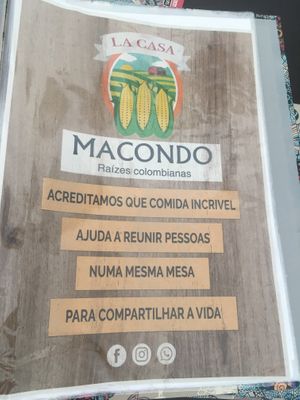 LA CASA
MACONDO
Raízes colombianas
ACREDITAMOS QUE COMIDA INCRIVEL
AJUDA A REUNIR PESSOAS
NUMA MESMA MESA
PARA COMPARTILHAR A VIDA